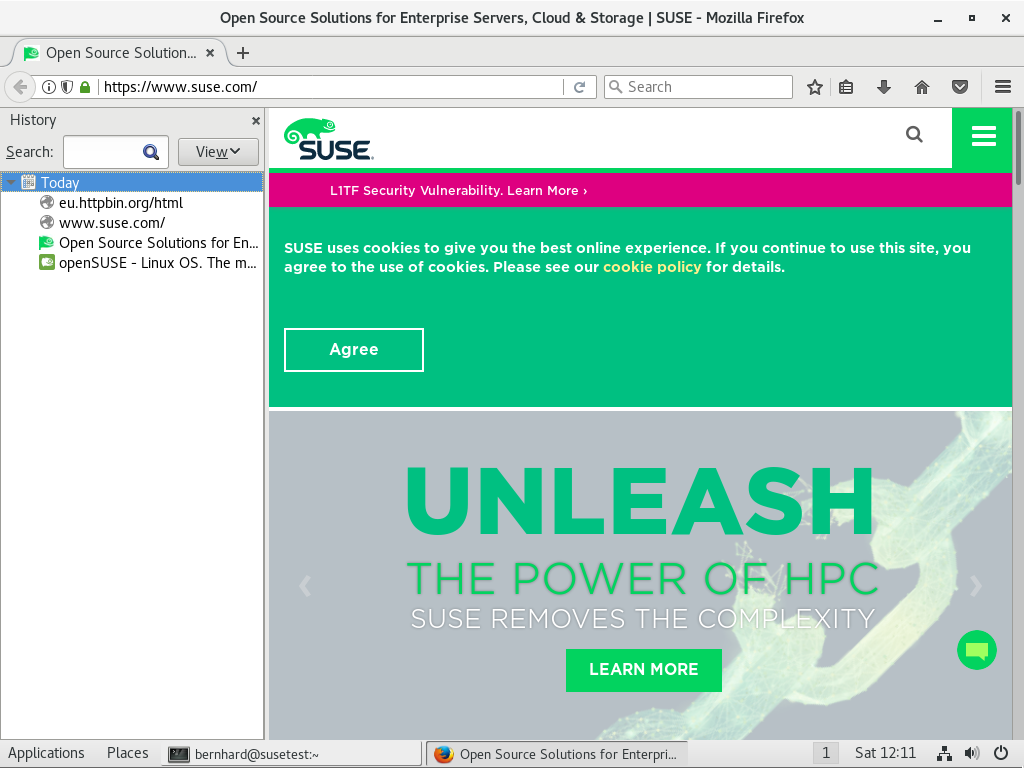 Open Source Solutions for Enterprise Servers, Cloud & Storage | SUSE - Mozilla Firefox
Open Source Solution...
https://www.suse.com/
Search
History
Search:
View
Today
eu.httpbin.org/html
www.suse.com/
Open Source Solutions for En...
openSUSE - Linux OS. The m...
SUSE
L1TF Security Vulnerability. Learn More ›
SUSE uses cookies to give you the best online experience. If you continue to use this site, you
agree to the use of cookies. Please see our cookie policy for details.
Agree
UNLEASH
THE POWER OF HPC
SUSE REMOVES THE COMPLEXITY
LEARN MORE
Applications
Places
bernhard@susetest:~
Open Source Solutions for Enterpri...
1
Sat 12:11